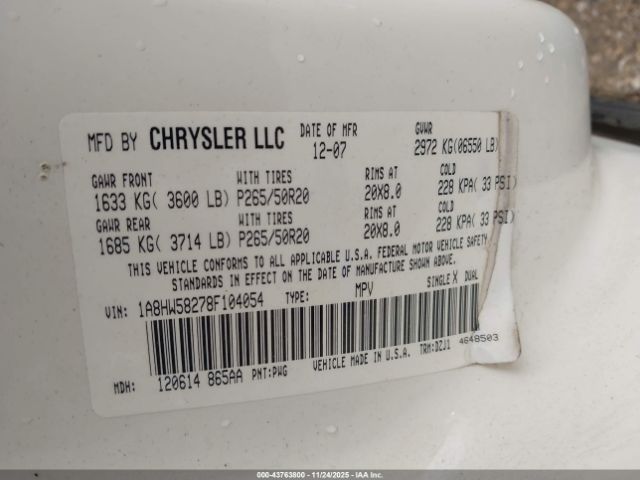 MFD BY CHRYSLER LLC DATE OF MFR 12-07 GVWR 2972 KG(06550 LB)
GAWR FRONT WITH TIRES RIMS AT COLD
1633 KG( 3600 LB) P265/50R20 20X8.0 228 KPA( 33 PSI)
GAWR REAR WITH TIRES RIMS AT COLD
1685 KG( 3714 LB) P265/50R20 20X8.0 228 KPA( 33 PSI)
THIS VEHICLE CONFORMS TO ALL APPLICABLE U.S.A. FEDERAL MOTOR VEHICLE SAFETY
STANDARDS IN EFFECT ON THE DATE OF MANUFACTURE SHOWN ABOVE.
VIN: 1A8HW58278F104054 TYPE: MPV SINGLE X DUAL
MDH: 120614 865AA PNT:PWG VEHICLE MADE IN U.S.A. TRM:DZJ1 4648503
000-43763800 - 11/24/2025 - IAAI.COM